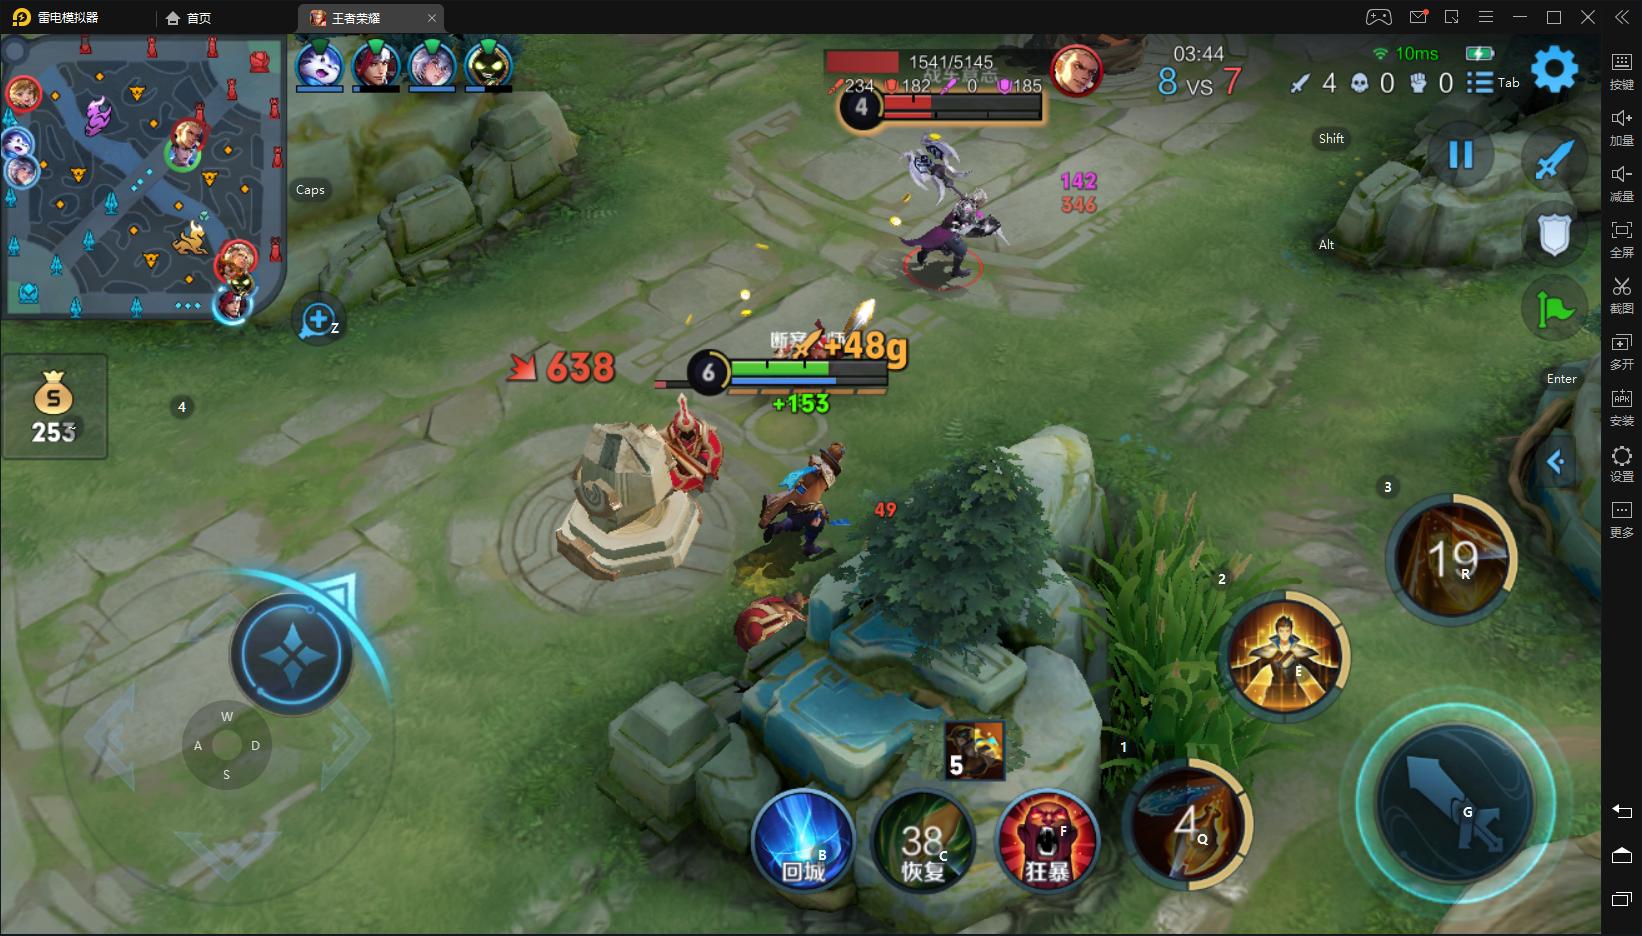 雷电模拟器
首页
王者荣耀
1541/5145
234 182 0 185
4
03:44
8 VS 7
10ms
4 0 0 Tab
Shift
Caps
142
346
Alt
Z
Enter
638
+48g
6
+153
253
4
49
3
19
R
2
E
W
A D
S
1
5
4
Q
G
B
回城
38
C
恢复
F
狂暴
按键
加量
减量
全屏
截图
多开
APK
安装
设置
更多